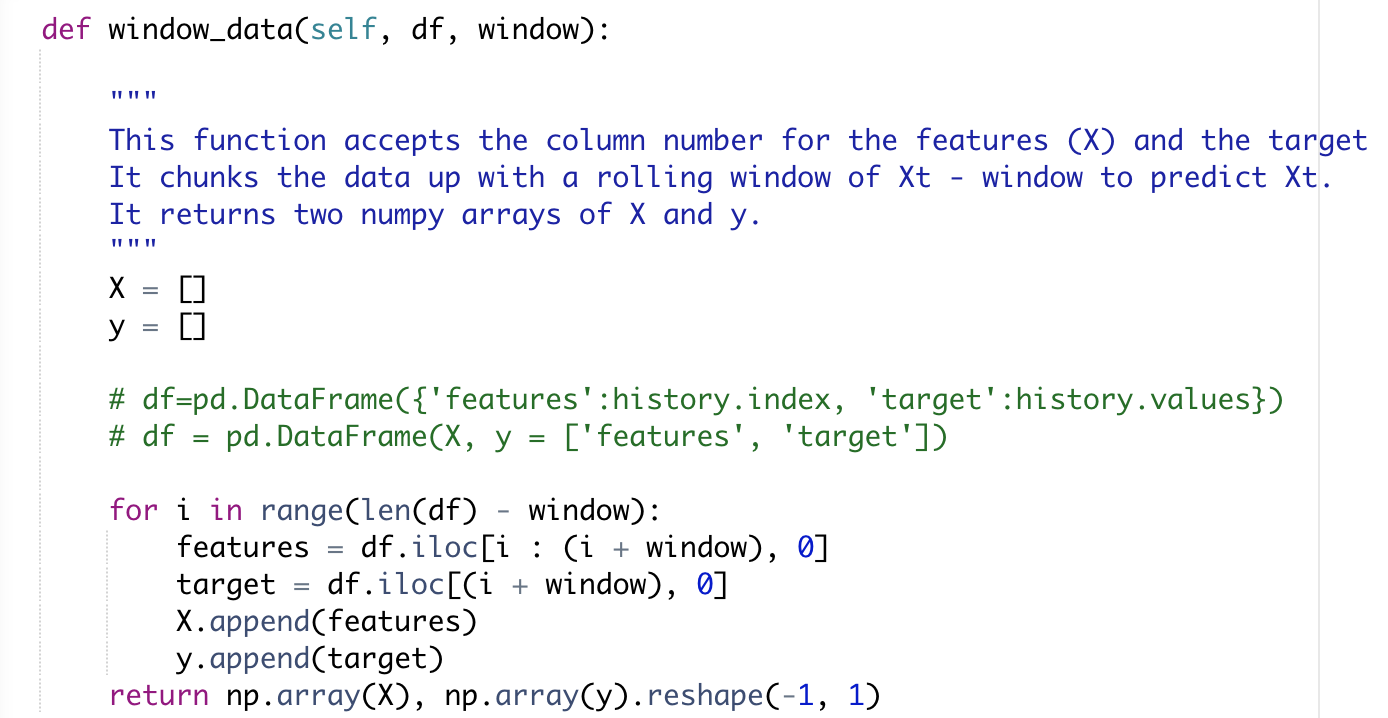 def window_data(self, df, window):
"""
This function accepts the column number for the features (X) and the target
It chunks the data up with a rolling window of Xt - window to predict Xt.
It returns two numpy arrays of X and y.
"""
X = []
y = []
# df=pd.DataFrame({'features':history.index, 'target':history.values})
# df = pd.DataFrame(X, y = ['features', 'target'])
for i in range(len(df) - window):
features = df.iloc[i : (i + window), 0]
target = df.iloc[(i + window), 0]
X.append(features)
y.append(target)
return np.array(X), np.array(y).reshape(-1, 1)